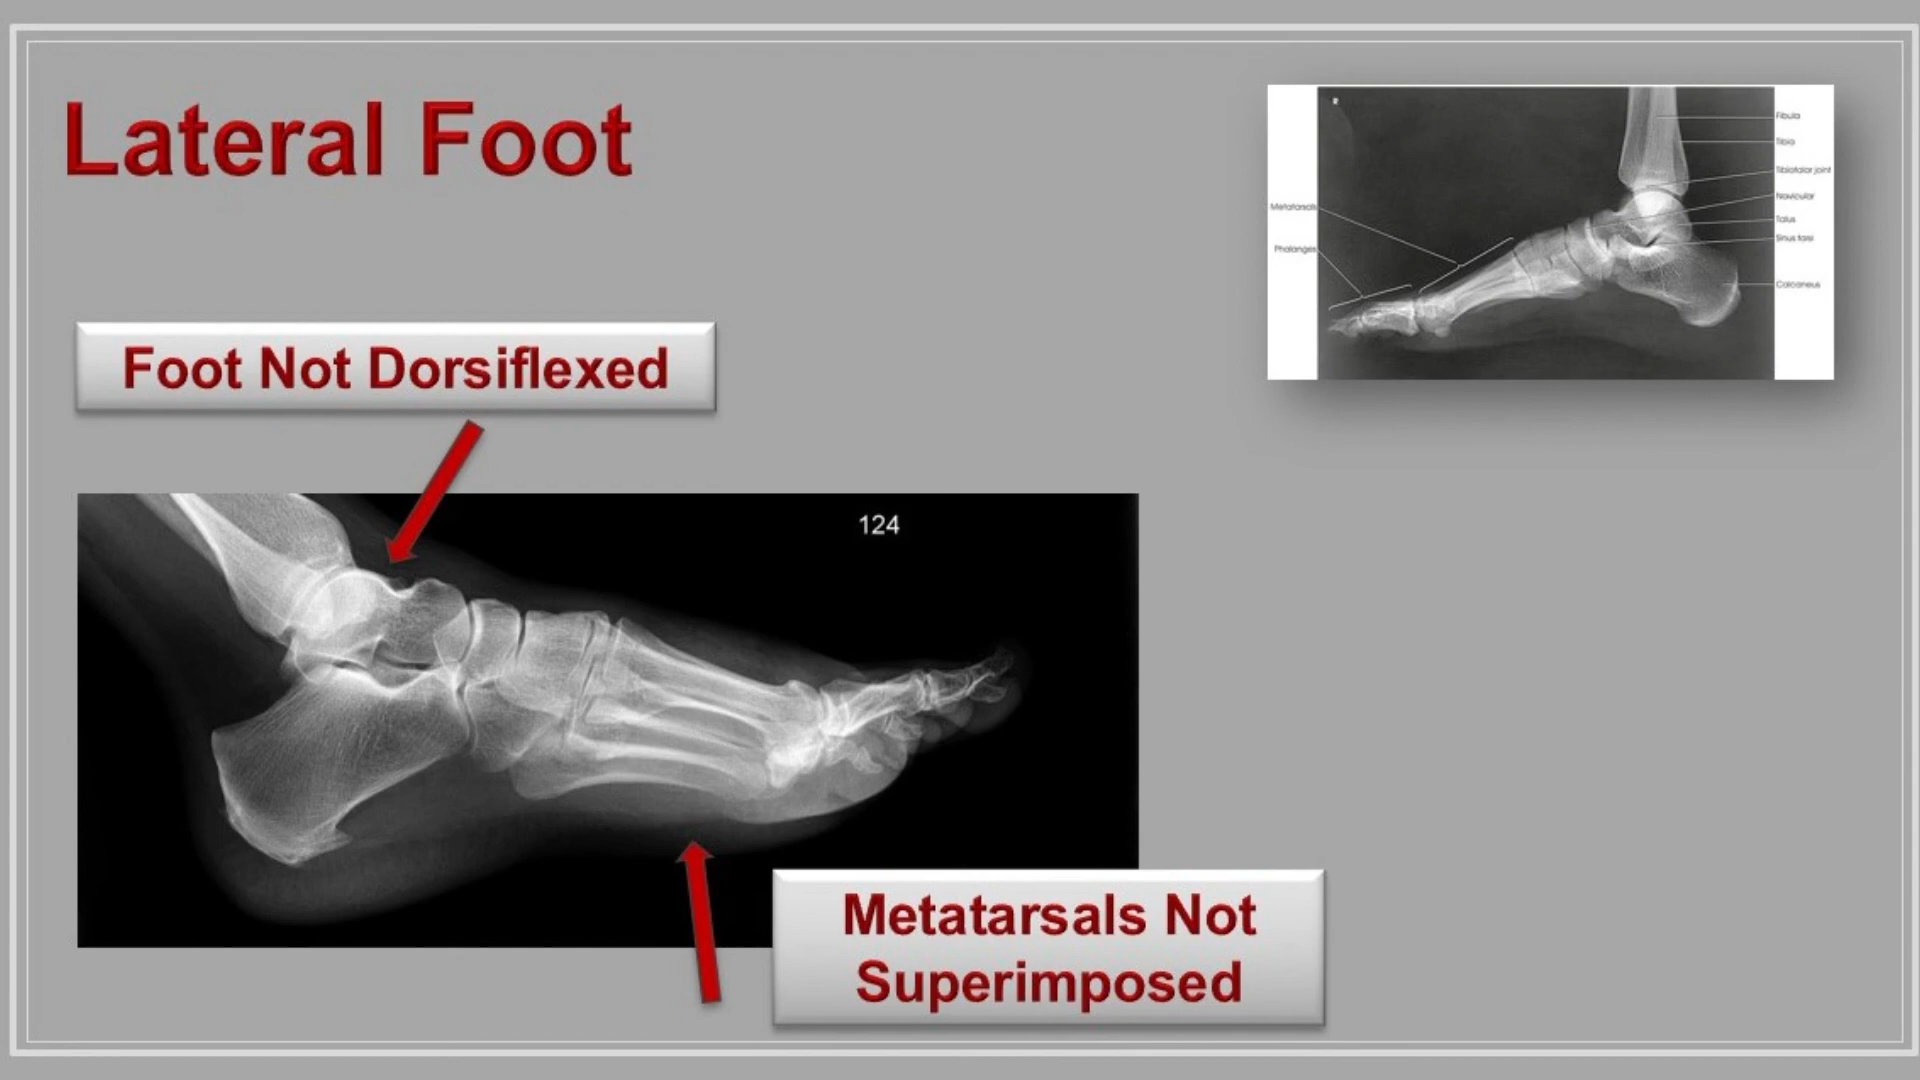 Lateral Foot
Fibula
Tibia
Tibiotalar joint
Navicular
Talus
Sinus tarsi
Calcaneus
Metatarsals
Phalanges
Foot Not Dorsiflexed
124
Metatarsals Not
Superimposed